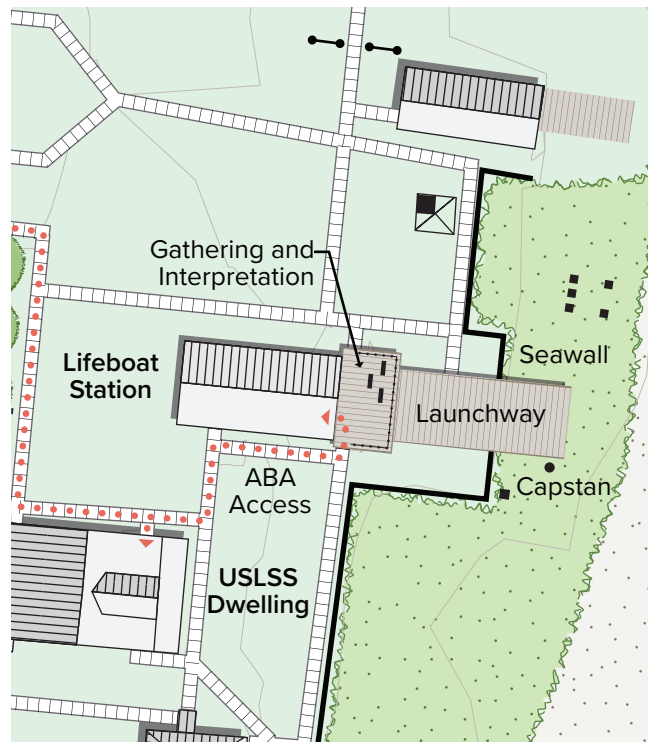 Gathering and
Interpretation
Seawall
Lifeboat
Station
Launchway
ABA
Access
Capstan
USLSS
Dwelling